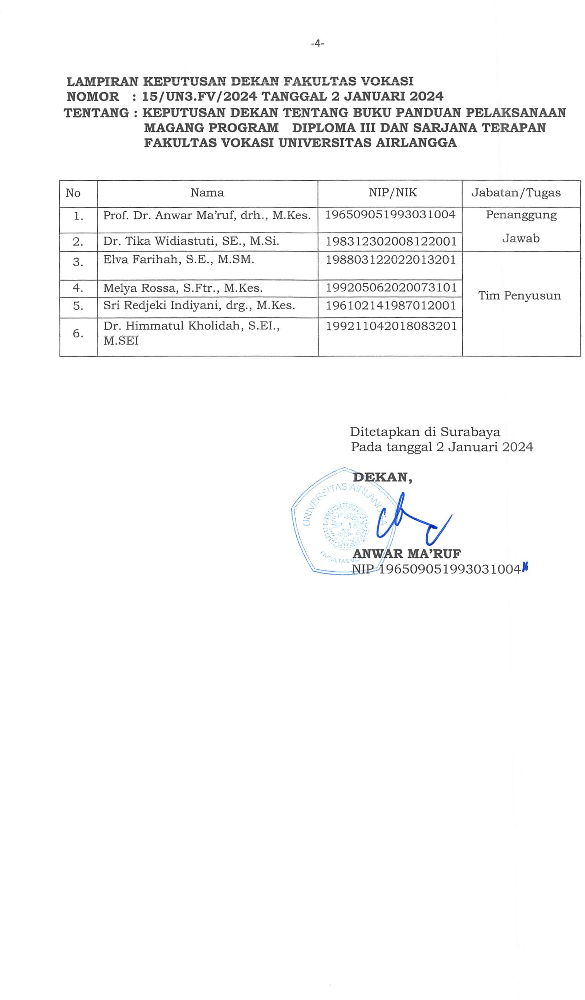 -4-
LAMPIRAN KEPUTUSAN DEKAN FAKULTAS VOKASI
NOMOR : 15/UN3.FV/2024 TANGGAL 2 JANUARI 2024
TENTANG : KEPUTUSAN DEKAN TENTANG BUKU PANDUAN PELAKSANAAN
MAGANG PROGRAM DIPLOMA III DAN SARJANA TERAPAN
FAKULTAS VOKASI UNIVERSITAS AIRLANGGA
No Nama NIP/NIK Jabatan/Tugas
1. Prof. Dr. Anwar Ma'ruf, drh., M.Kes. 196509051993031004 Penanggung
Jawab
2. Dr. Tika Widiastuti, SE., M.Si. 198312302008122001
3. Elva Farihah, S.E., M.SM. 198803122022013201
4. Melya Rossa, S.Ftr., M.Kes. 199205062020073101
Tim Penyusun
5. Sri Redjeki Indiyani, drg., M.Kes. 196102141987012001
6. Dr. Himmatul Kholidah, S.EI., 199211042018083201
M.SEI
Ditetapkan di Surabaya
Pada tanggal 2 Januari 2024
DEKAN,
UNIVERSITAS AIRLANGGA
FAKULTAS
ANWAR MA'RUF
NIP 196509051993031004